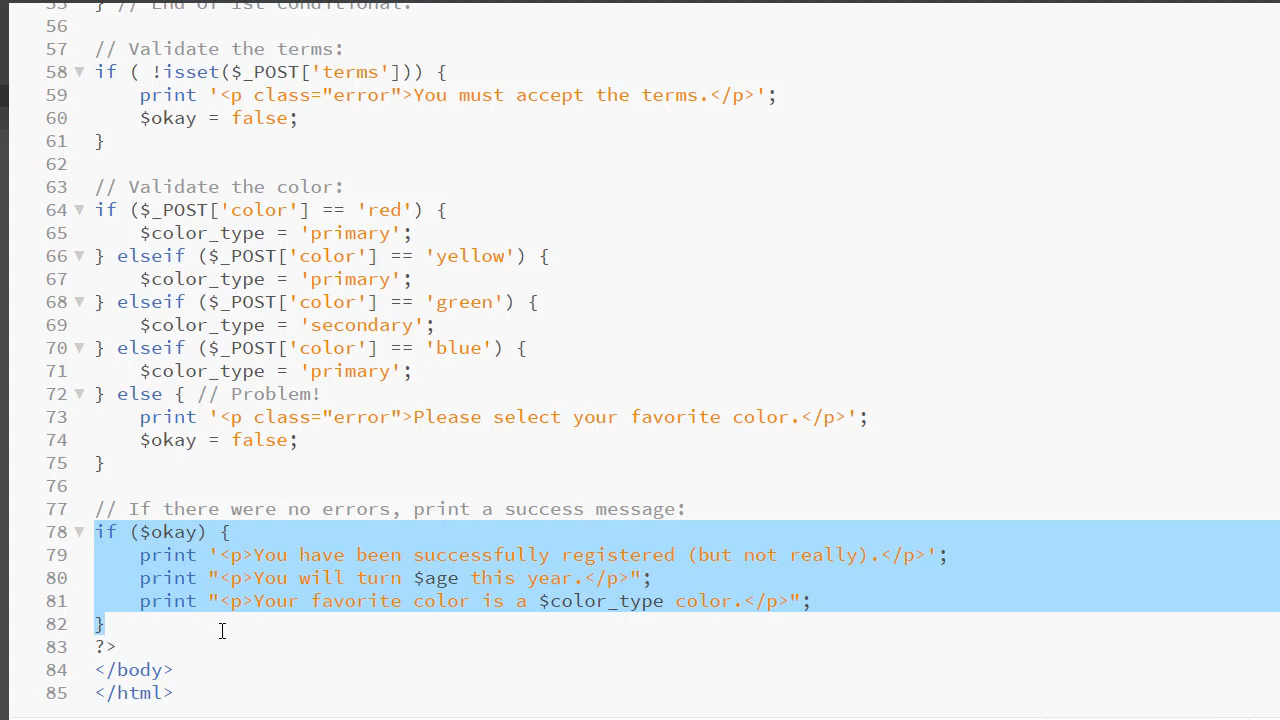 55 } // End of 1st conditional.
56
57 // Validate the terms:
58 if ( !isset($_POST['terms'])) {
59     print '<p class="error">You must accept the terms.</p>';
60     $okay = false;
61 }
62
63 // Validate the color:
64 if ($_POST['color'] == 'red') {
65     $color_type = 'primary';
66 } elseif ($_POST['color'] == 'yellow') {
67     $color_type = 'primary';
68 } elseif ($_POST['color'] == 'green') {
69     $color_type = 'secondary';
70 } elseif ($_POST['color'] == 'blue') {
71     $color_type = 'primary';
72 } else { // Problem!
73     print '<p class="error">Please select your favorite color.</p>';
74     $okay = false;
75 }
76
77 // If there were no errors, print a success message:
78 if ($okay) {
79     print '<p>You have been successfully registered (but not really).</p>';
80     print "<p>You will turn $age this year.</p>";
81     print "<p>Your favorite color is a $color_type color.</p>";
82 }
83 ?>
84 </body>
85 </html>